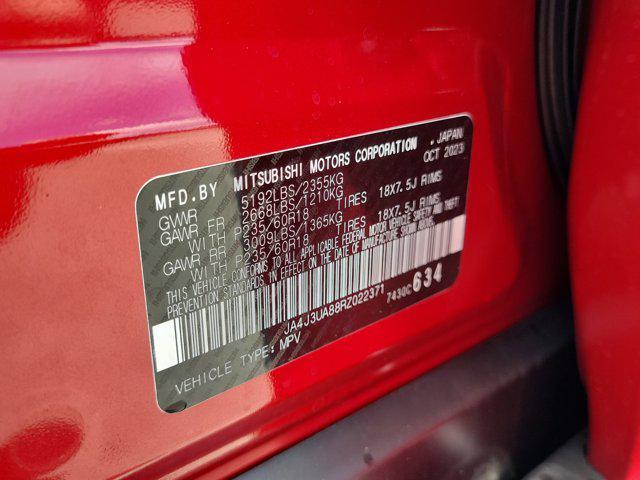 MFD.BY MITSUBISHI MOTORS CORPORATION .JAPAN
OCT 2023
GVWR 5192LBS/2355KG
GAWR FR 2668LBS/1210KG
WITH P235/60R18 TIRES 18X7.5J RIMS
GAWR RR 3009LBS/1365KG
WITH P235/60R18 TIRES 18X7.5J RIMS
THIS VEHICLE CONFORMS TO ALL APPLICABLE FEDERAL MOTOR VEHICLE SAFETY AND THEFT
PREVENTION STANDARDS IN EFFECT ON THE DATE OF MANUFACTURE SHOWN ABOVE.
JA4J3UA88RZ022371 7430C 634
VEHICLE TYPE: MPV